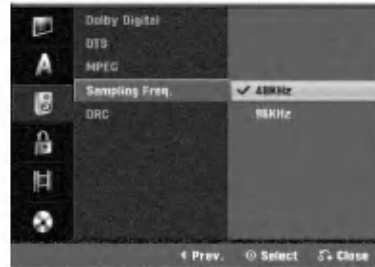 Dolby Digital
DTS
MPEG
A
Sampling Freq. ✓ 48KHz
DRC 96KHz
Prev. Select Close